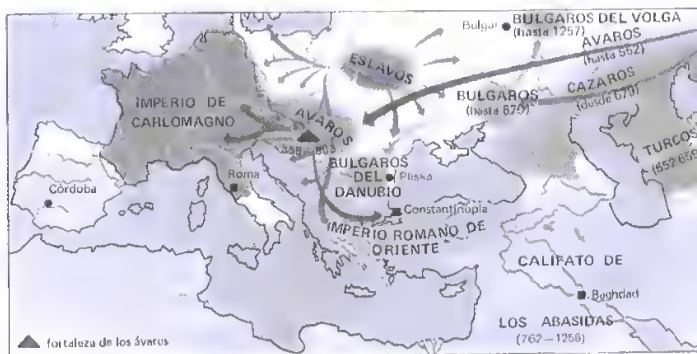 Bulgar
BULGAROS DEL VOLGA
(hasta 1257)
AVAROS
(hasta 552)
ESLAVOS
CAZAROS
(desde 679)
BULGAROS
(hasta 679)
IMPERIO DE
CARLOMAGNO
AVAROS
TURCOS
BULGAROS
DEL
DANUBIO
Pliska
Roma
Córdoba
Constantinopla
IMPERIO ROMANO DE
ORIENTE
CALIFATO DE
Baghdad
LOS ABASIDAS
(762–1258)
fortaleza de los ávaros